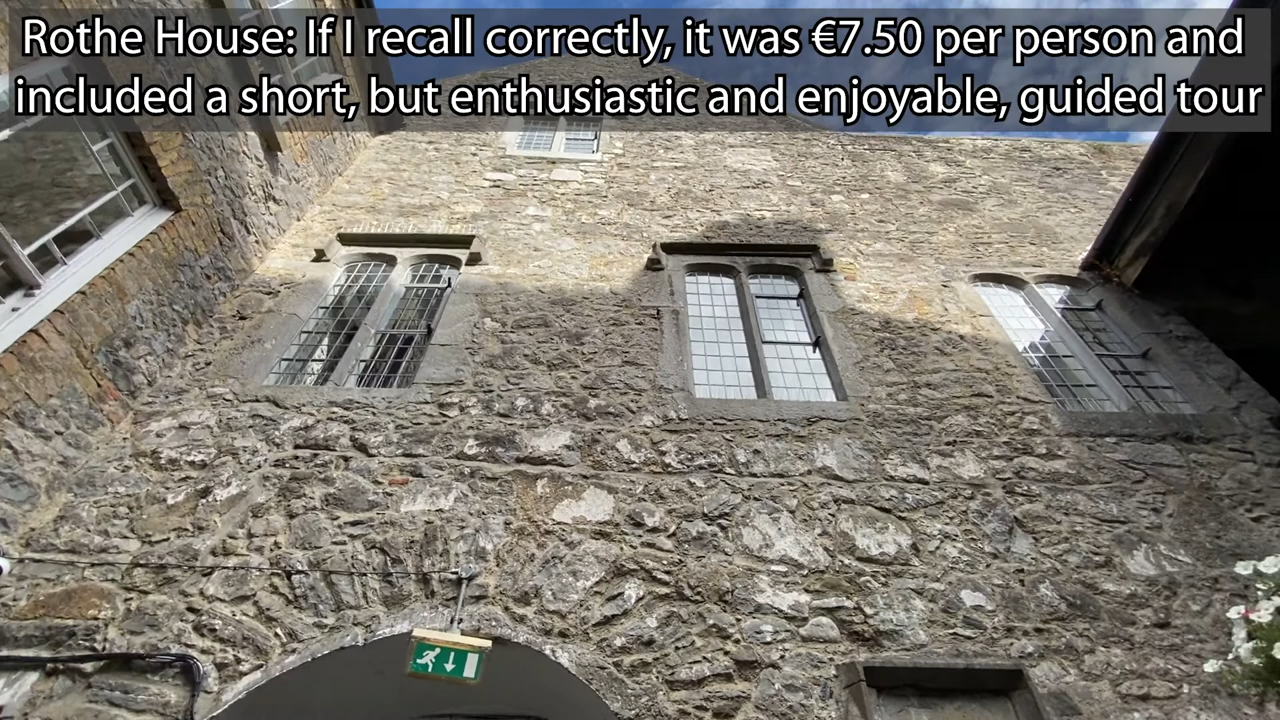 Rothe House: If I recall correctly, it was €7.50 per person and
included a short, but enthusiastic and enjoyable, guided tour